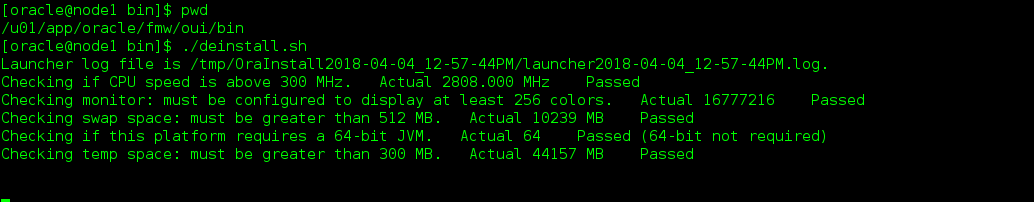 [oracle@node1 bin]$ pwd
/u01/app/oracle/fmw/oui/bin
[oracle@node1 bin]$ ./deinstall.sh
Launcher log file is /tmp/OraInstall2018-04-04_12-57-44PM/launcher2018-04-04_12-57-44PM.log.
Checking if CPU speed is above 300 MHz.   Actual 2808.000 MHz    Passed
Checking monitor: must be configured to display at least 256 colors.   Actual 16777216    Passed
Checking swap space: must be greater than 512 MB.   Actual 10239 MB    Passed
Checking if this platform requires a 64-bit JVM.   Actual 64    Passed (64-bit not required)
Checking temp space: must be greater than 300 MB.   Actual 44157 MB    Passed